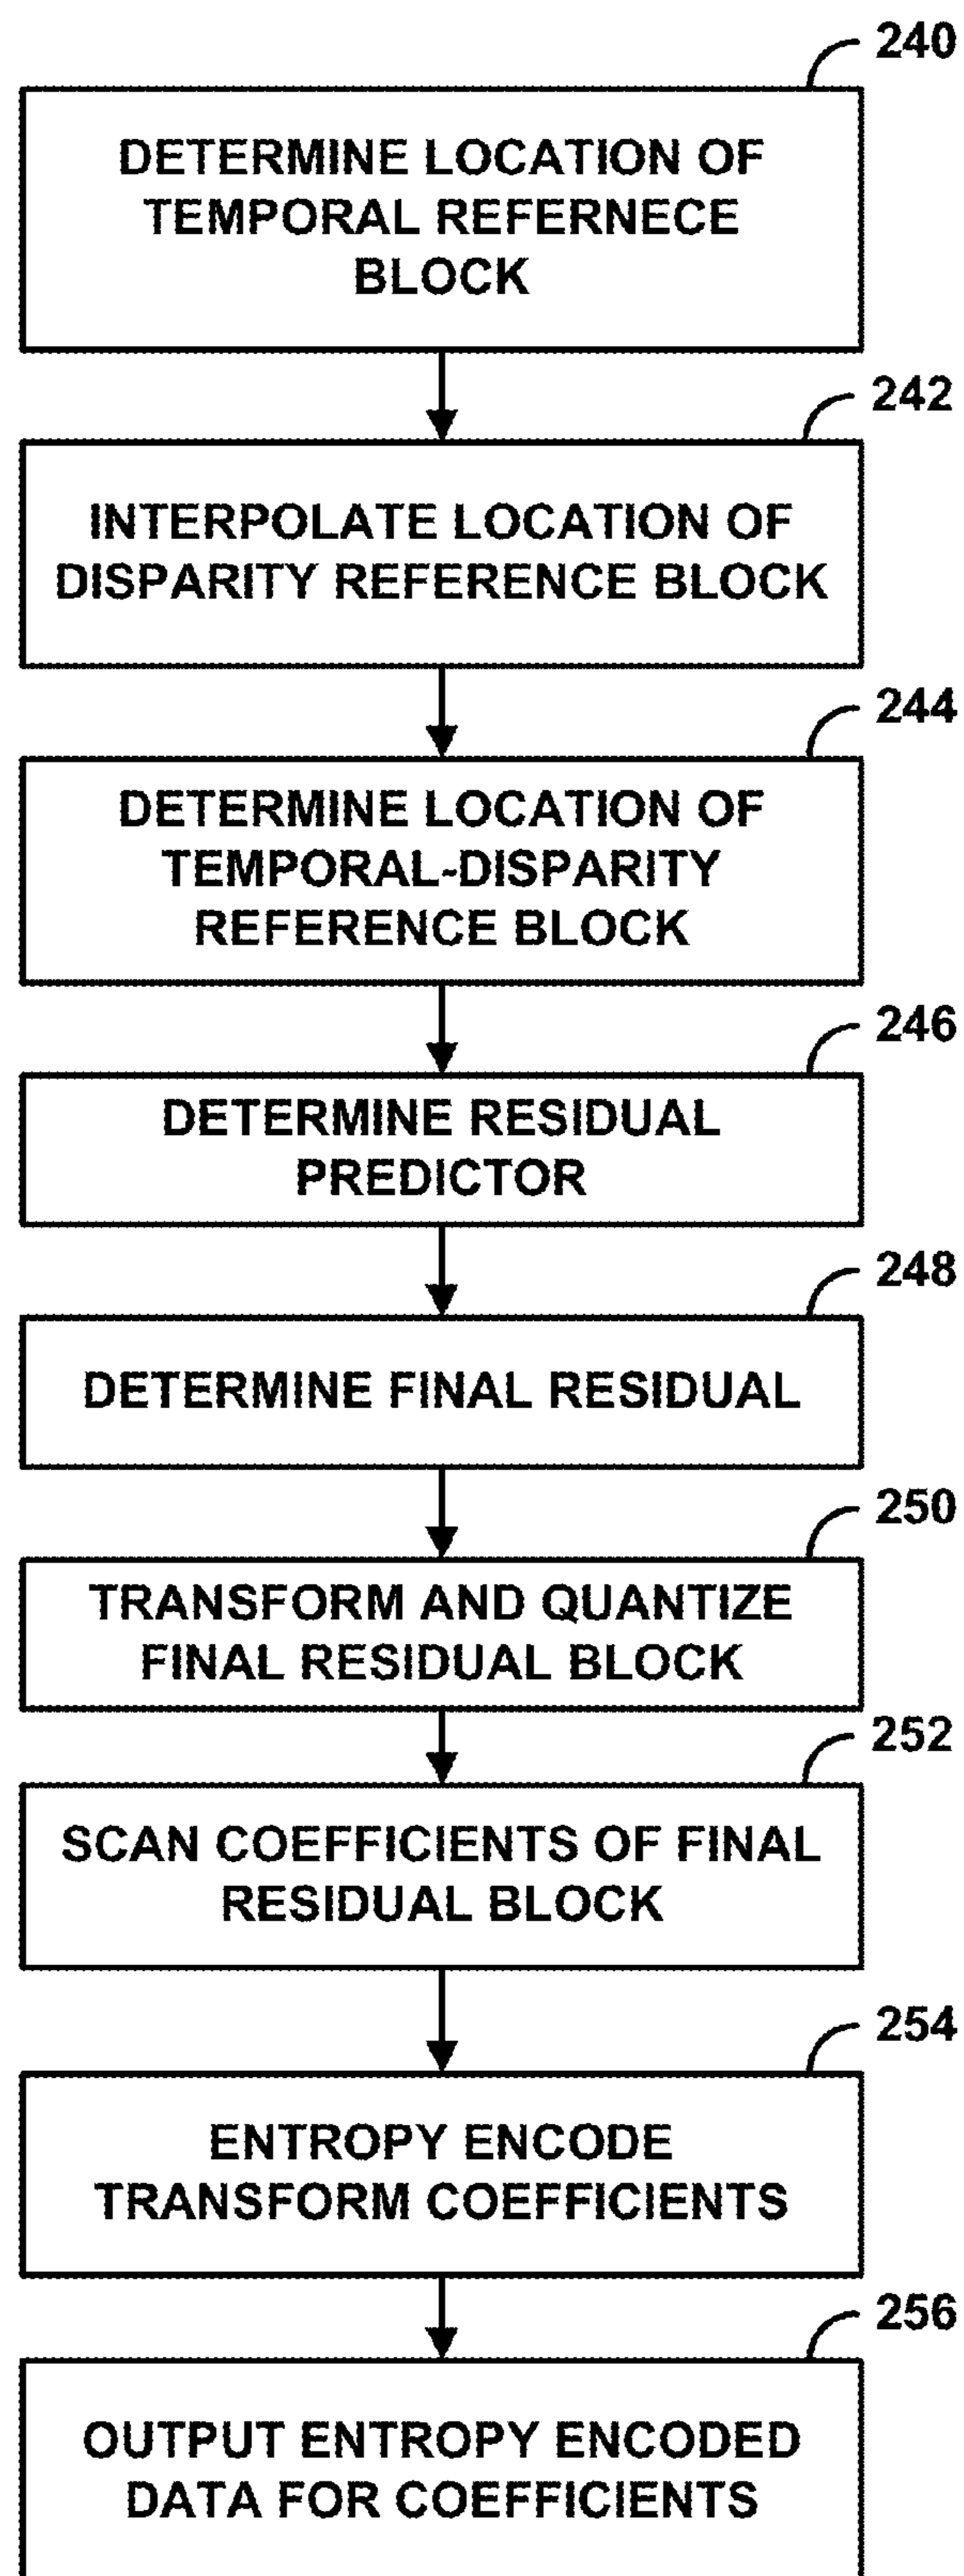 240
DETERMINE LOCATION OF
TEMPORAL REFERNECE
BLOCK
242
INTERPOLATE LOCATION OF
DISPARITY REFERENCE BLOCK
244
DETERMINE LOCATION OF
TEMPORAL-DISPARITY
REFERENCE BLOCK
246
DETERMINE RESIDUAL
PREDICTOR
248
DETERMINE FINAL RESIDUAL
250
TRANSFORM AND QUANTIZE
FINAL RESIDUAL BLOCK
252
SCAN COEFFICIENTS OF FINAL
RESIDUAL BLOCK
254
ENTROPY ENCODE
TRANSFORM COEFFICIENTS
256
OUTPUT ENTROPY ENCODED
DATA FOR COEFFICIENTS